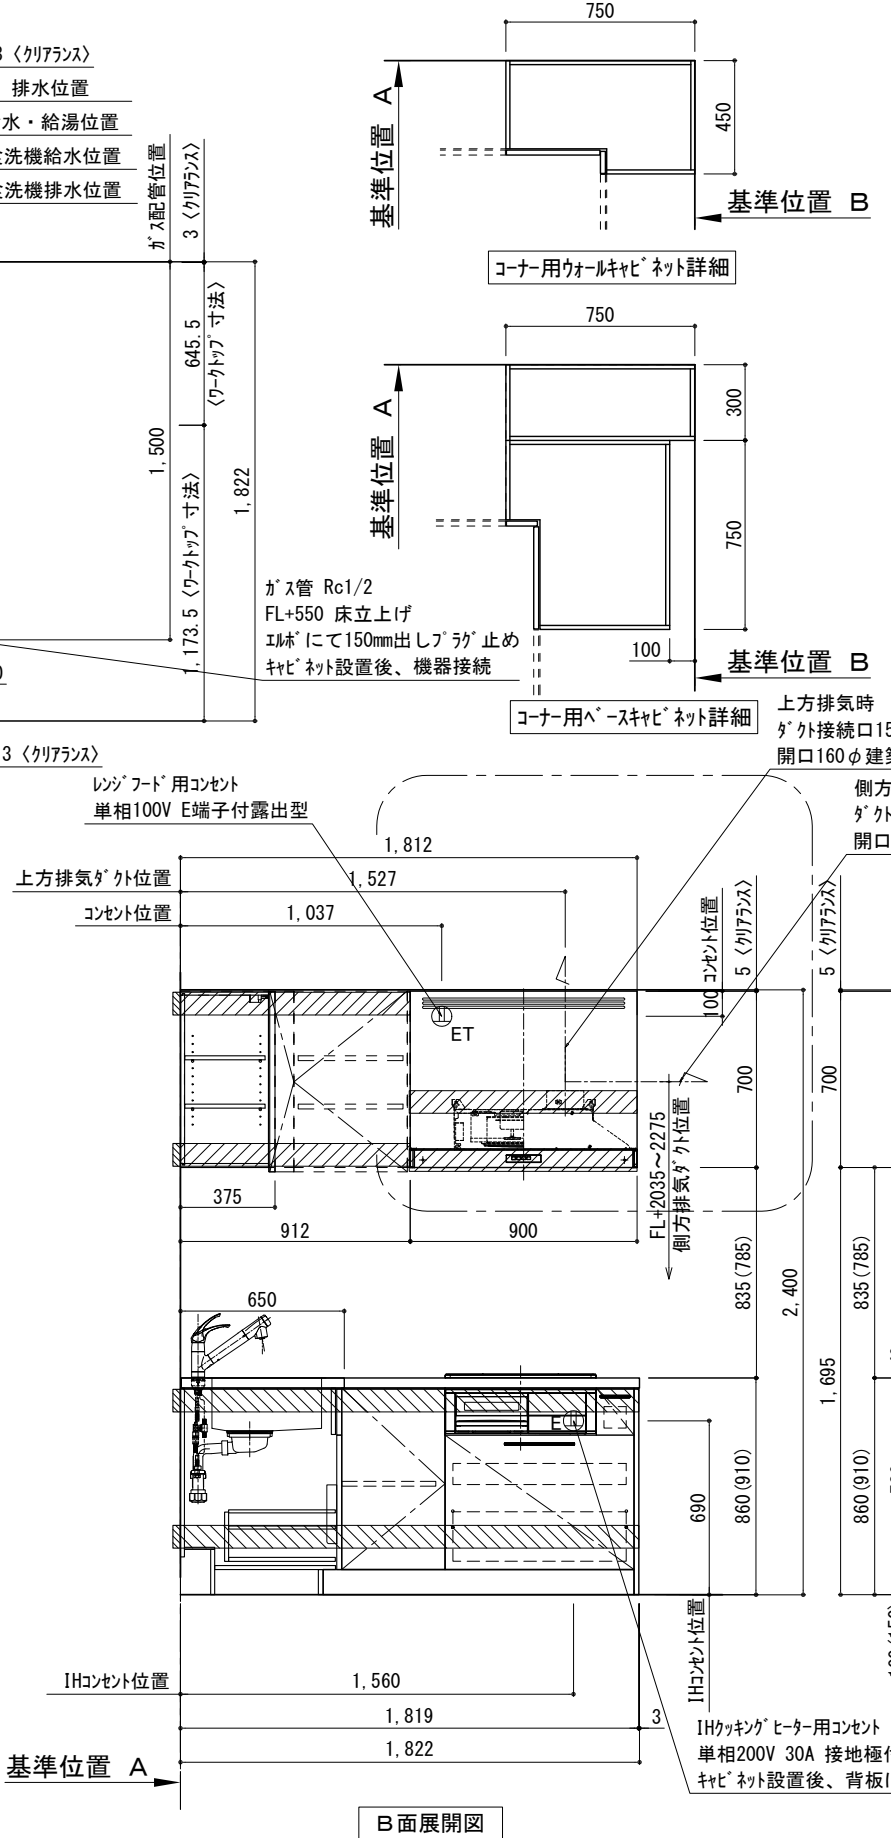 3 〈クリアランス〉
排水位置
水・給湯位置
洗機給水位置
洗機排水位置
ガス配管位置
3 〈クリアランス〉
645.5
〈ワークトップ寸法〉
1,500
1,173.5 〈ワークトップ寸法〉
1,822
3 〈クリアランス〉
ガス管 Rc1/2
FL+550 床立上げ
エルボにて150mm出しプラグ止め
キャビネット設置後、機器接続
750
450
基準位置 A
基準位置 B
コーナー用ウォールキャビネット詳細
750
300
750
100
基準位置 A
基準位置 B
コーナー用ベースキャビネット詳細
上方排気時
ダクト接続口15
開口160φ建築
側方
ダクト
開口
レンジフード用コンセント
単相100V E端子付露出型
1,812
上方排気ダクト位置
1,527
コンセント位置
1,037
100 コンセント位置
5 〈クリアランス〉
5 〈クリアランス〉
ET
700
700
FL+2035~2275
側方排気ダクト位置
375
912
900
835(785)
835(785)
2,400
1,695
650
E
690
860(910)
860(910)
IHコンセント位置
IHコンセント位置
1,560
1,819
3
1,822
IHクッキングヒーター用コンセント
単相200V 30A 接地極付
キャビネット設置後、背板に
基準位置 A
B面展開図